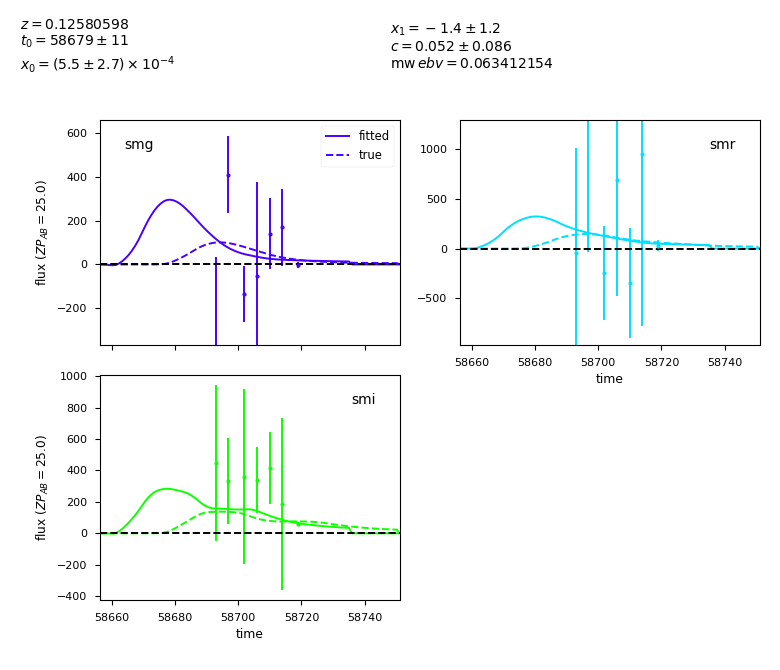 z = 0.12580598
t₀ = 58679 ± 11
x₀ = (5.5 ± 2.7) × 10⁻⁴
x₁ = −1.4 ± 1.2
c = 0.052 ± 0.086
mw ebv = 0.063412154
smg
fitted
true
600
400
200
0
−200
flux (ZP_AB = 25.0)
smr
1000
500
0
−500
58660 58680 58700 58720 58740
time
smi
1000
800
600
400
200
0
−200
−400
flux (ZP_AB = 25.0)
58660 58680 58700 58720 58740
time